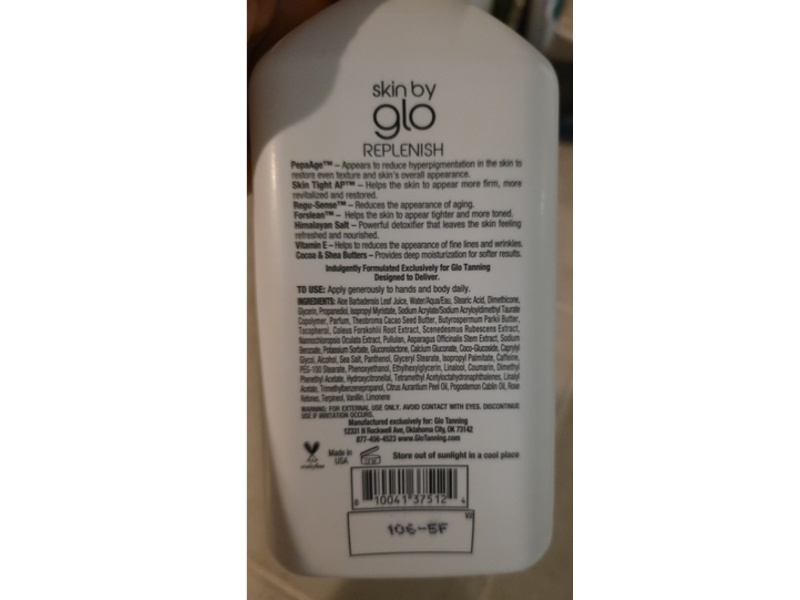 skin by
glo
REPLENISH
PepaAge™ – Appears to reduce hyperpigmentation in the skin to
restore even texture and skin's overall appearance.
Skin Tight AP™ – Helps the skin to appear more firm, more
revitalized and restored.
Regu-Sense™ – Reduces the appearance of aging.
Forslean™ – Helps the skin to appear tighter and more toned.
Himalayan Salt – Powerful detoxifier that leaves the skin feeling
refreshed and nourished.
Vitamin E – Helps to reduces the appearance of fine lines and wrinkles.
Cocoa & Shea Butters – Provides deep moisturization for softer results.
Indulgently Formulated Exclusively for Glo Tanning
Designed to Deliver.
TO USE: Apply generously to hands and body daily.
INGREDIENTS: Aloe Barbadensis Leaf Juice, Water/Aqua/Eau, Stearic Acid, Dimethicone,
Glycerin, Propanediol, Isopropyl Myristate, Sodium Acrylate/Sodium Acryloyldimethyl Taurate
Copolymer, Parfum, Theobroma Cacao Seed Butter, Butyrospermum Parkii Butter,
Tocopherol, Coleus Forskohlii Root Extract, Scenedesmus Rubescens Extract,
Nannochloropsis Oculata Extract, Pullulan, Asparagus Officinalis Stem Extract, Sodium
Benzoate, Potassium Sorbate, Gluconolactone, Calcium Gluconate, Coco-Glucoside, Caprylyl
Glycol, Alcohol, Sea Salt, Panthenol, Glyceryl Stearate, Isopropyl Palmitate, Caffeine,
PEG-100 Stearate, Phenoxyethanol, Ethylhexylglycerin, Linalool, Coumarin, Dimethyl
Phenethyl Acetate, Hydroxycitronellal, Tetramethyl Acetyloctahydronaphthalenes, Linalyl
Acetate, Trimethylbenzenepropanol, Citrus Aurantium Peel Oil, Pogostemon Cablin Oil, Rose
Ketones, Terpineol, Vanillin, Limonene
WARNING: FOR EXTERNAL USE ONLY. AVOID CONTACT WITH EYES. DISCONTINUE
USE IF IRRITATION OCCURS.
Manufactured exclusively for: Glo Tanning
12331 N Rockwell Ave, Oklahoma City, OK 73142
877-456-4523 www.GloTanning.com
Made in
USA
Store out of sunlight in a cool place
10041 37512 4
106-5F